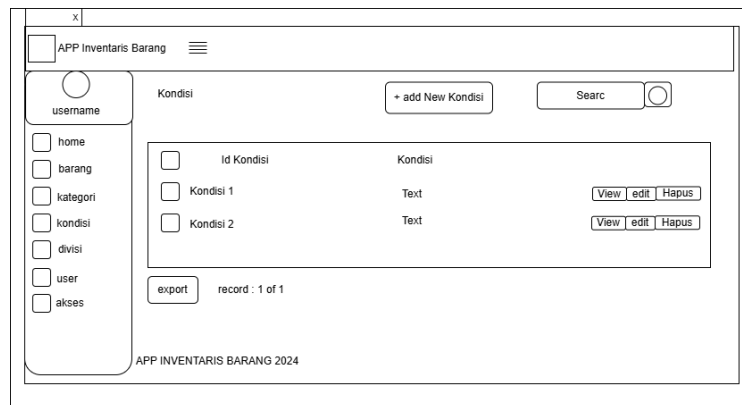 x
APP Inventaris Barang
username
Kondisi
+ add New Kondisi
Searc
home
barang
kategori
kondisi
divisi
user
akses
Id Kondisi Kondisi
Kondisi 1 Text View edit Hapus
Kondisi 2 Text View edit Hapus
export record : 1 of 1
APP INVENTARIS BARANG 2024